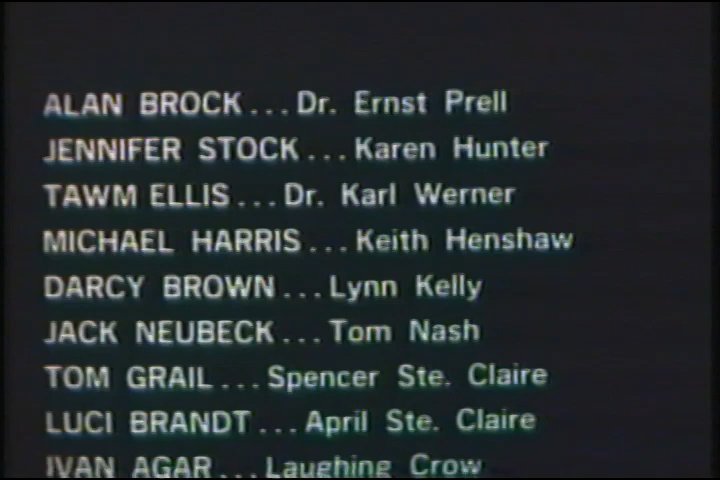 ALAN BROCK...Dr. Ernst Prell
JENNIFER STOCK...Karen Hunter
TAWM ELLIS...Dr. Karl Werner
MICHAEL HARRIS...Keith Henshaw
DARCY BROWN...Lynn Kelly
JACK NEUBECK...Tom Nash
TOM GRAIL...Spencer Ste. Claire
LUCI BRANDT...April Ste. Claire
IVAN AGAR...Laughing Crow